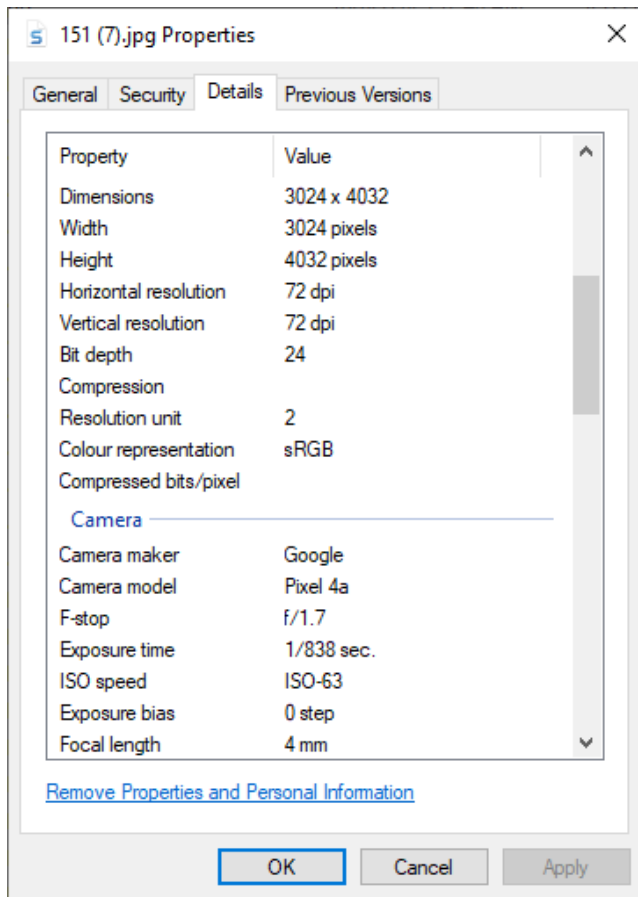 151 (7).jpg Properties
General Security Details Previous Versions
Property Value
Dimensions 3024 x 4032
Width 3024 pixels
Height 4032 pixels
Horizontal resolution 72 dpi
Vertical resolution 72 dpi
Bit depth 24
Compression
Resolution unit 2
Colour representation sRGB
Compressed bits/pixel
Camera
Camera maker Google
Camera model Pixel 4a
F-stop f/1.7
Exposure time 1/838 sec.
ISO speed ISO-63
Exposure bias 0 step
Focal length 4 mm
Remove Properties and Personal Information
OK Cancel Apply